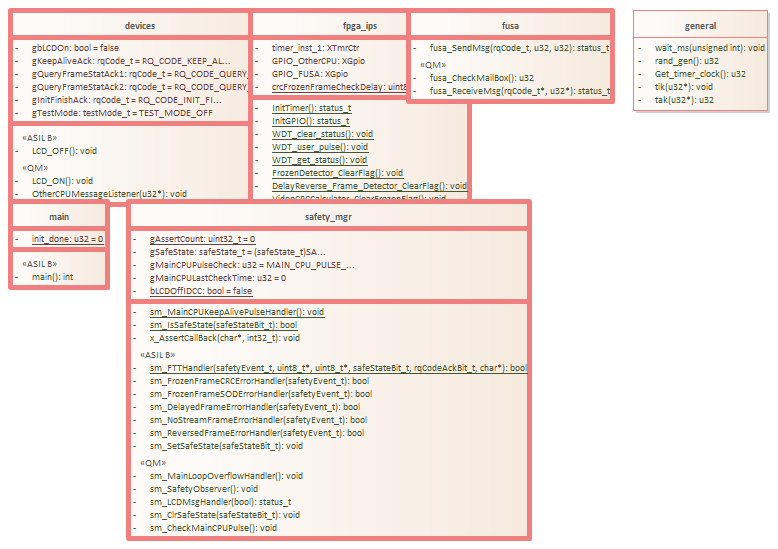 devices
- gbLCDOn: bool = false
- gKeepAliveAck: rqCode_t = RQ_CODE_KEEP_AL...
- gQueryFrameStatAck1: rqCode_t = RQ_CODE_QUERY_
- gQueryFrameStatAck2: rqCode_t = RQ_CODE_QUERY_
- gInitFinishAck: rqCode_t = RQ_CODE_INIT_FI...
- gTestMode: testMode_t = TEST_MODE_OFF
«ASIL B»
- LCD_OFF(): void
«QM»
- LCD_ON(): void
- OtherCPUMessageListener(u32*): void
fpga_ips
- timer_inst_1: XTmrCtr
- GPIO_OtherCPU: XGpio
- GPIO_FUSA: XGpio
- crcFrozenFrameCheckDelay: uint8
- InitTimer(): status_t
- InitGPIO(): status_t
- WDT_clear_status(): void
- WDT_user_pulse(): void
- WDT_get_status(): void
- FrozenDetector_ClearFlag(): void
- DelayReverse_Frame_Detector_ClearFlag(): void
- VideoCRCCalculator_ClearFrozenFlag(): void
fusa
- fusa_SendMsg(rqCode_t, u32, u32): status_t
«QM»
- fusa_CheckMailBox(): u32
- fusa_ReceiveMsg(rqCode_t*, u32*): status_t
general
- wait_ms(unsigned int): void
- rand_gen(): u32
- Get_timer_clock(): u32
- tik(u32*): void
- tak(u32*): u32
main
- init_done: u32 = 0
«ASIL B»
- main(): int
safety_mgr
- gAssertCount: uint32_t = 0
- gSafeState: safeState_t = (safeState_t)SA...
- gMainCPUPulseCheck: u32 = MAIN_CPU_PULSE_...
- gMainCPULastCheckTime: u32 = 0
- bLCDOffIDCC: bool = false
- sm_MainCPUKeepAlivePulseHandler(): void
- sm_IsSafeState(safeStateBit_t): bool
- x_AssertCallBack(char*, int32_t): void
«ASIL B»
- sm_FTTHandler(safetyEvent_t, uint8_t*, uint8_t*, safeStateBit_t, rqCodeAckBit_t, char*): bool
- sm_FrozenFrameCRCErrorHandler(safetyEvent_t): bool
- sm_FrozenFrameSODErrorHandler(safetyEvent_t): bool
- sm_DelayedFrameErrorHandler(safetyEvent_t): bool
- sm_NoStreamFrameErrorHandler(safetyEvent_t): bool
- sm_ReversedFrameErrorHandler(safetyEvent_t): bool
- sm_SetSafeState(safeStateBit_t): void
«QM»
- sm_MainLoopOverflowHandler(): void
- sm_SafetyObserver(): void
- sm_LCDMsgHandler(bool): status_t
- sm_ClrSafeState(safeStateBit_t): void
- sm_CheckMainCPUPulse(): void